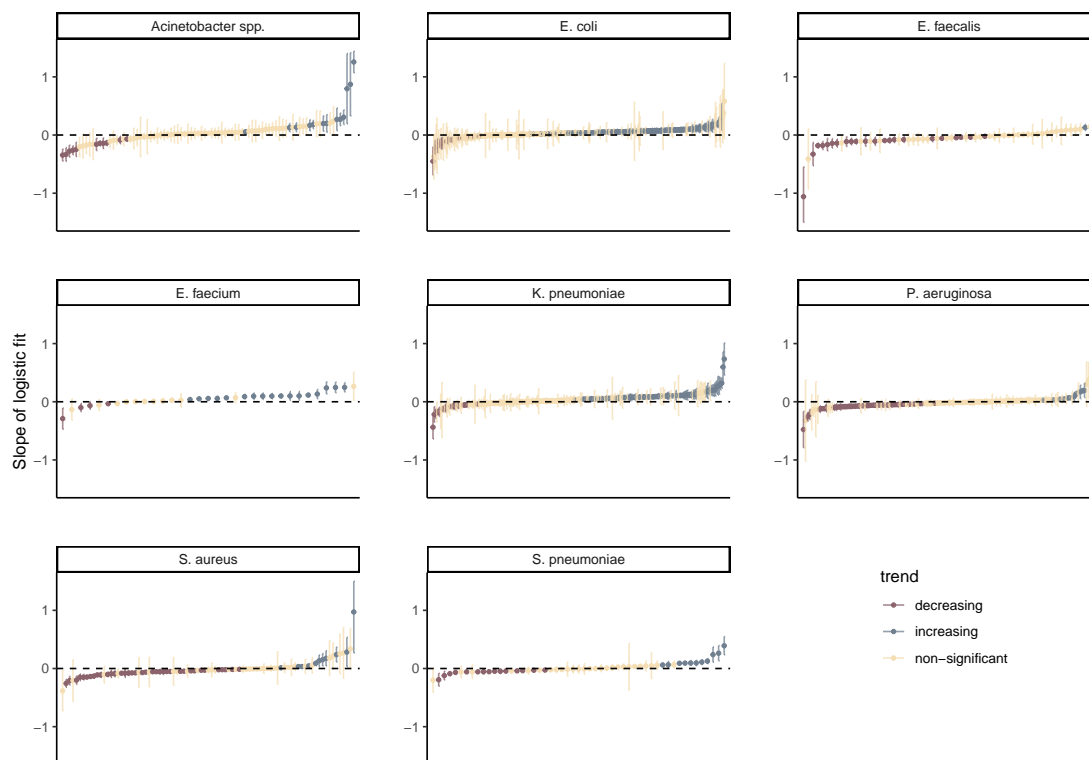 Acinetobacter spp.
E. coli
E. faecalis
1
0
−1
1
0
−1
1
0
−1
E. faecium
K. pneumoniae
P. aeruginosa
Slope of logistic fit
1
0
−1
1
0
−1
1
0
−1
S. aureus
S. pneumoniae
1
0
−1
1
0
−1
trend
decreasing
increasing
non−significant